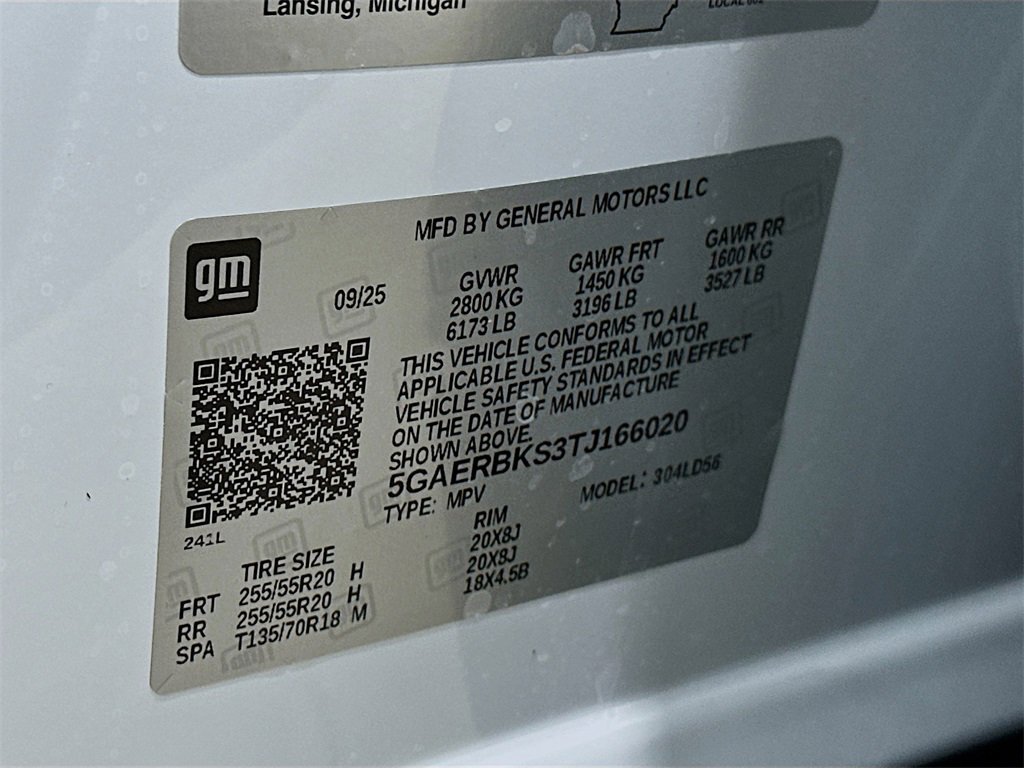 Lansing, Michigan
LOCAL 602
MFD BY GENERAL MOTORS LLC
gm
09/25
GVWR GAWR FRT GAWR RR
2800 KG 1450 KG 1600 KG
6173 LB 3196 LB 3527 LB
THIS VEHICLE CONFORMS TO ALL
APPLICABLE U.S. FEDERAL MOTOR
VEHICLE SAFETY STANDARDS IN EFFECT
ON THE DATE OF MANUFACTURE
SHOWN ABOVE.
5GAERBKS3TJ166020
TYPE: MPV MODEL: 304LD56
241L
TIRE SIZE RIM
FRT 255/55R20 H 20X8J
RR 255/55R20 H 20X8J
SPA T135/70R18 M 18X4.5B